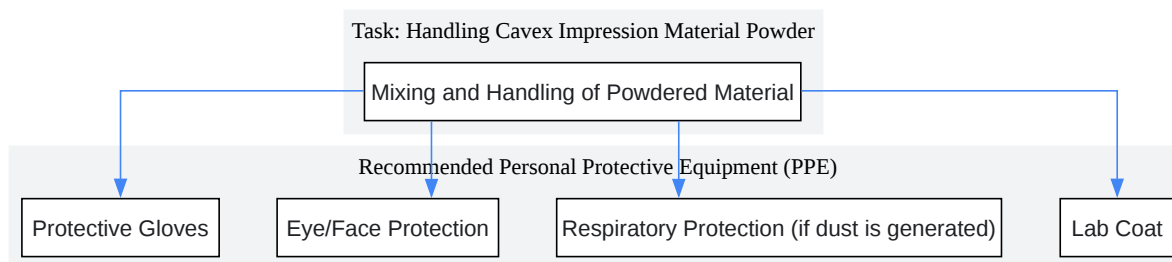 Task: Handling Cavex Impression Material Powder
Mixing and Handling of Powdered Material
Recommended Personal Protective Equipment (PPE)
Protective Gloves
Eye/Face Protection
Respiratory Protection (if dust is generated)
Lab Coat